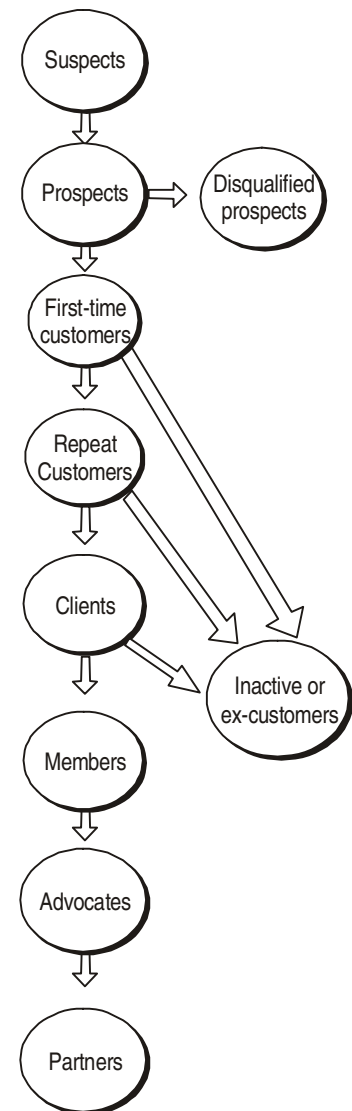 Suspects
Prospects
Disqualified
prospects
First-time
customers
Repeat
Customers
Clients
Inactive or
ex-customers
Members
Advocates
Partners